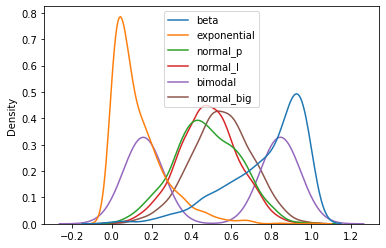 0.8
0.7
0.6
0.5
0.4
0.3
0.2
0.1
0.0
Density
beta
exponential
normal_p
normal_l
bimodal
normal_big
−0.2 0.0 0.2 0.4 0.6 0.8 1.0 1.2